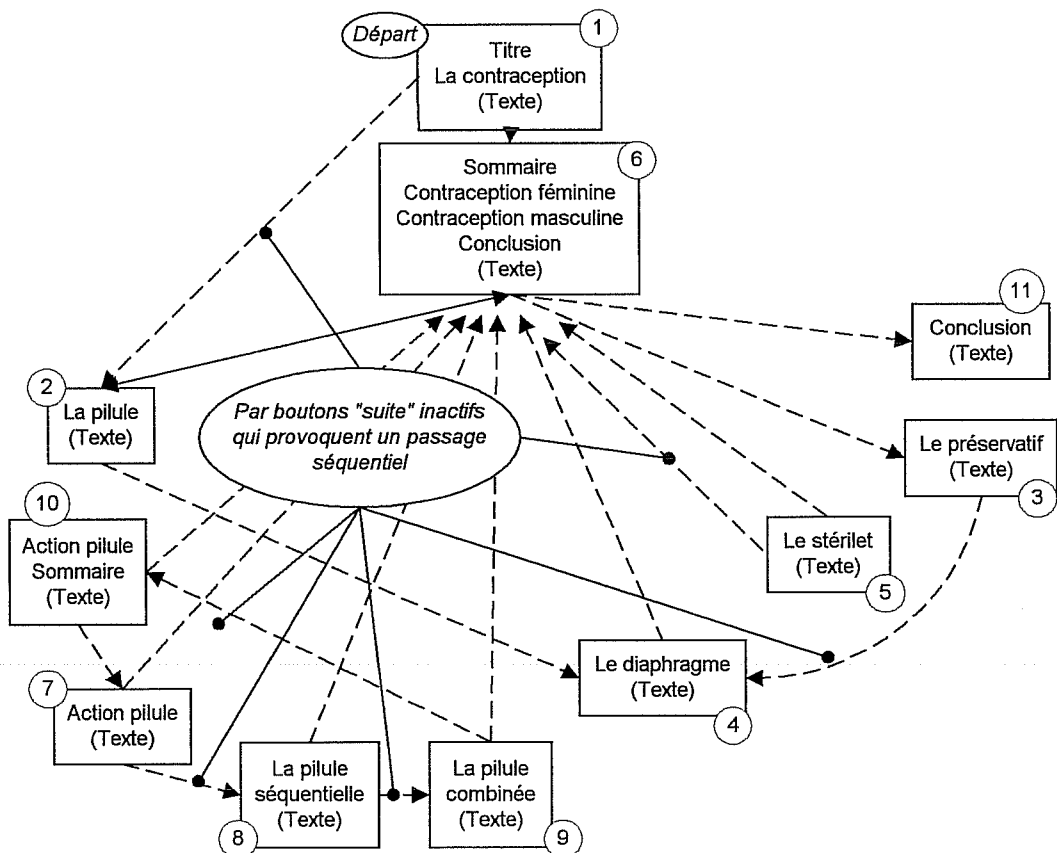 Départ
1
Titre
La contraception
(Texte)
6
Sommaire
Contraception féminine
Contraception masculine
Conclusion
(Texte)
11
Conclusion
(Texte)
2
La pilule
(Texte)
Par boutons "suite" inactifs
qui provoquent un passage
séquentiel
Le préservatif
(Texte)
3
10
Action pilule
Sommaire
(Texte)
Le stérilet
(Texte)
5
Le diaphragme
(Texte)
4
7
Action pilule
(Texte)
La pilule
séquentielle
(Texte)
8
La pilule
combinée
(Texte)
9